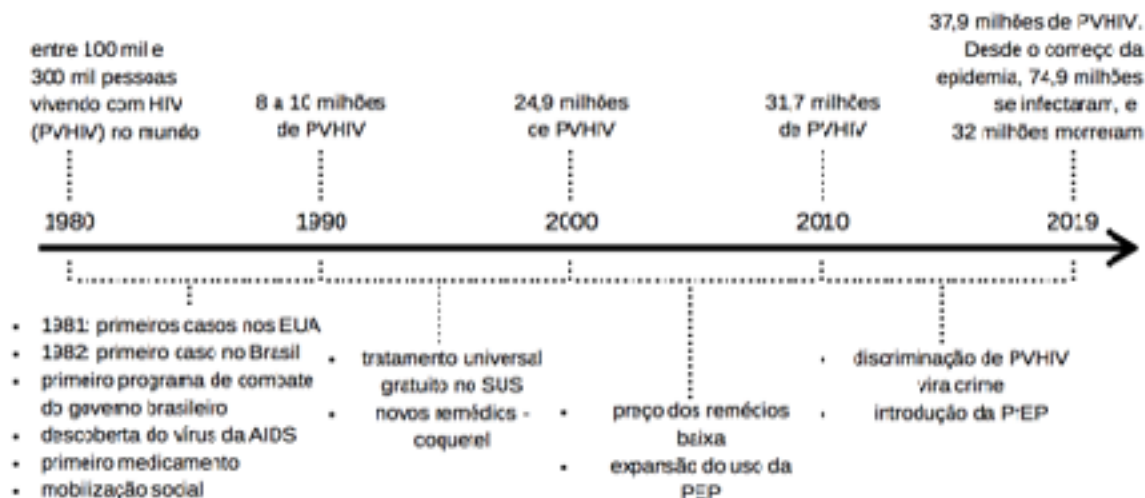 entre 100 mil e
300 mil pessoas
vivendo com HIV
(PVHIV) no mundo
8 a 10 milhões
de PVHIV
24,9 milhões
de PVHIV
31,7 milhões
de PVHIV
37,9 milhões de PVHIV.
Desde o começo da
epidemia, 74,9 milhões
se infectaram, e
32 milhões morreram
1980
1990
2000
2010
2019
• 1981: primeiros casos nos EUA
• 1982: primeiro caso no Brasil
• primeiro programa de combate
do governo brasileiro
• descoberta do vírus da AIDS
• primeiro medicamento
• mobilização social
• tratamento universal
gratuito no SUS
• novos remédios -
coquetel
• preço dos remédios
baixa
• expansão do uso da
PEP
• discriminação de PVHIV
vira crime
• introdução da PrEP